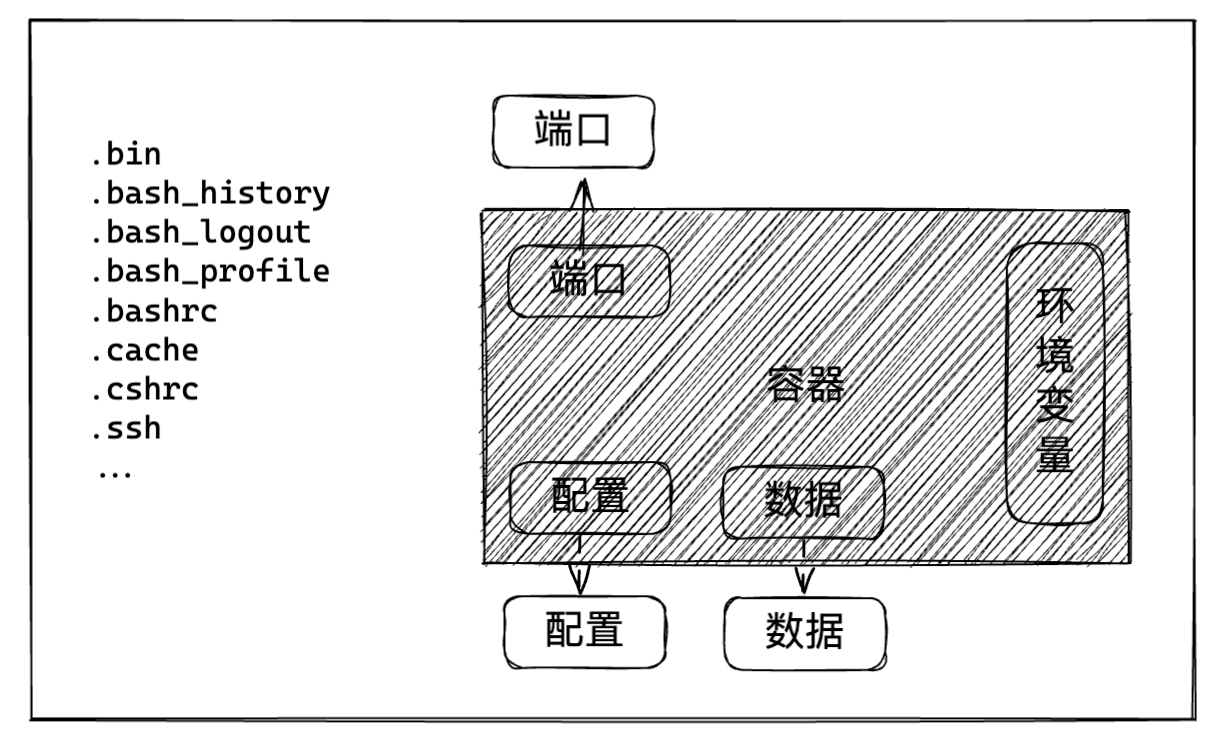 .bin
.bash_history
.bash_logout
.bash_profile
.bashrc
.cache
.cshrc
.ssh
...
端口
端口
容器
环
境
变
量
配置
数据
配置
数据